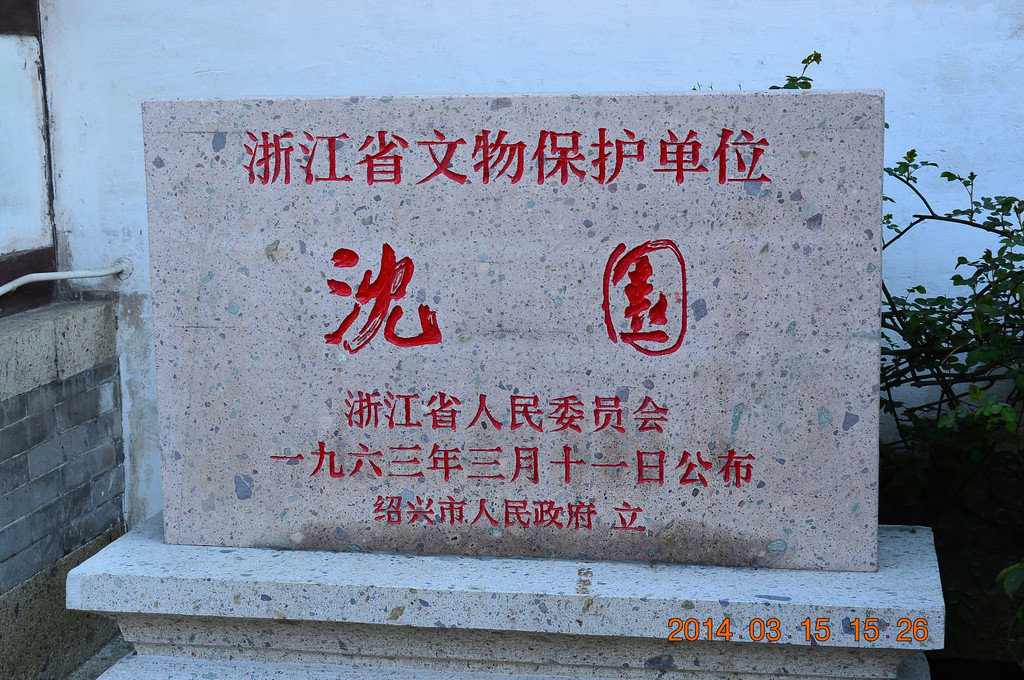 浙江省文物保护单位
沈园
浙江省人民委员会
一九六三年三月十一日公布
绍兴市人民政府 立
2014 03 15 15 26